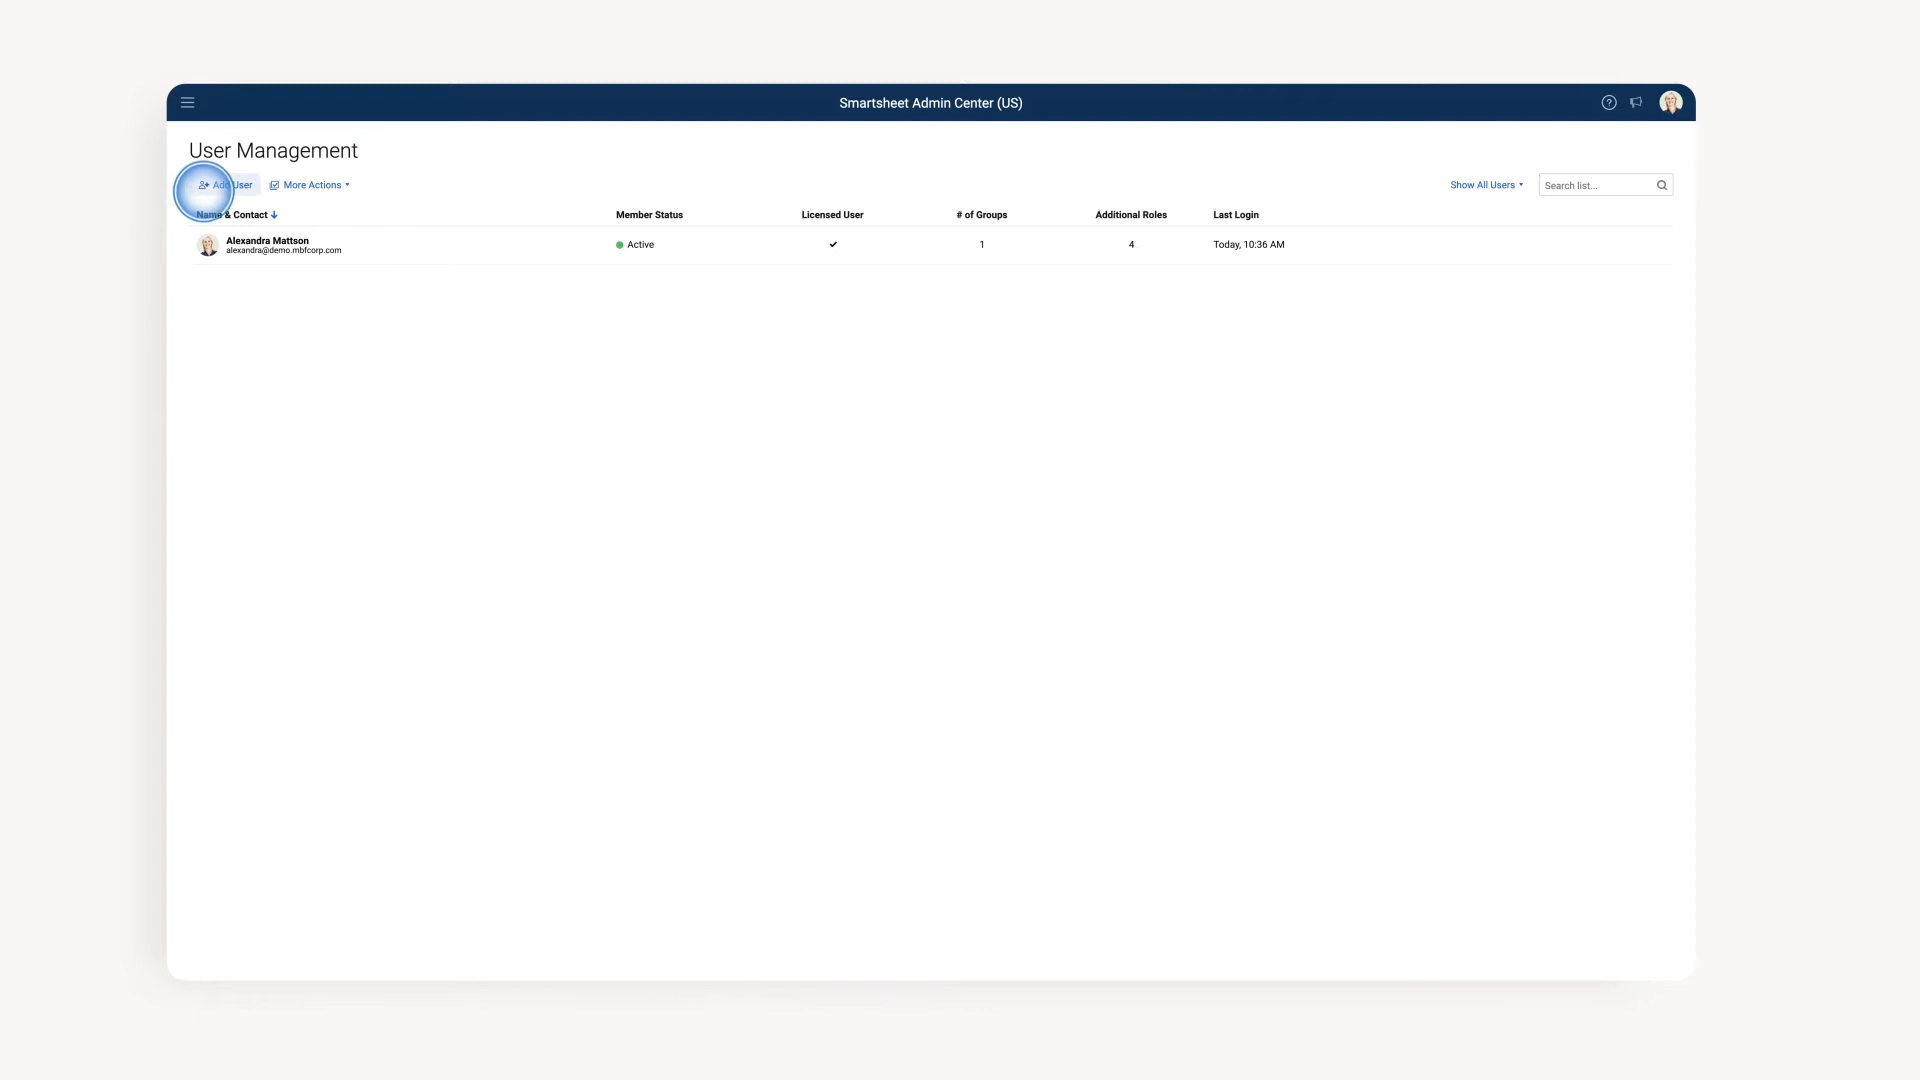 Smartsheet Admin Center (US)
User Management
Add User
More Actions
Show All Users
Search list...
Name & Contact
Member Status
Licensed User
# of Groups
Additional Roles
Last Login
Alexandra Mattson
alexandra@demo.mbfcorp.com
Active
1
4
Today, 10:36 AM